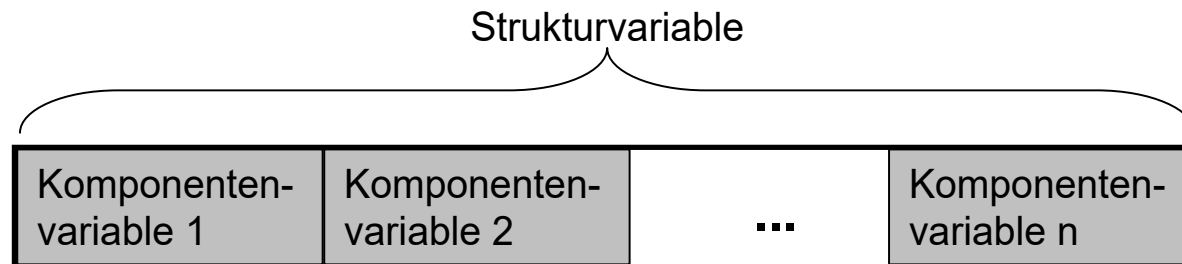 Strukturvariable
Komponenten- Komponenten- Komponenten-
variable 1 variable 2 ... variable n